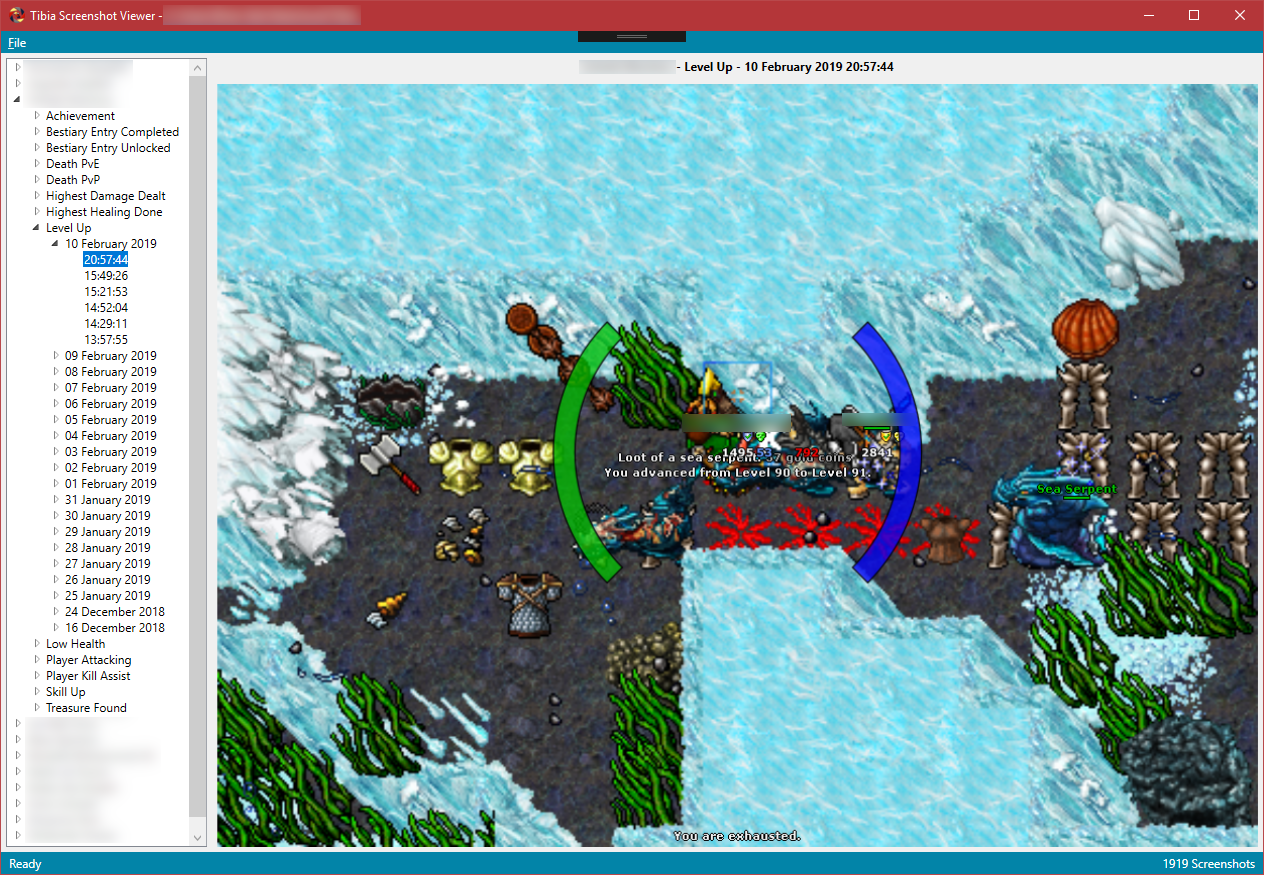 Tibia Screenshot Viewer -
File
- Level Up - 10 February 2019 20:57:44
Achievement
Bestiary Entry Completed
Bestiary Entry Unlocked
Death PvE
Death PvP
Highest Damage Dealt
Highest Healing Done
Level Up
10 February 2019
20:57:44
15:49:26
15:21:53
14:52:04
14:29:11
13:57:55
09 February 2019
08 February 2019
07 February 2019
06 February 2019
05 February 2019
04 February 2019
03 February 2019
02 February 2019
01 February 2019
31 January 2019
30 January 2019
29 January 2019
28 January 2019
27 January 2019
26 January 2019
25 January 2019
24 December 2018
16 December 2018
Low Health
Player Attacking
Player Kill Assist
Skill Up
Treasure Found
1495 53 792 2841
Loot of a sea serpent: coins
You advanced from Level 90 to Level 91.
Sea Serpent
You are exhausted.
Ready
1919 Screenshots